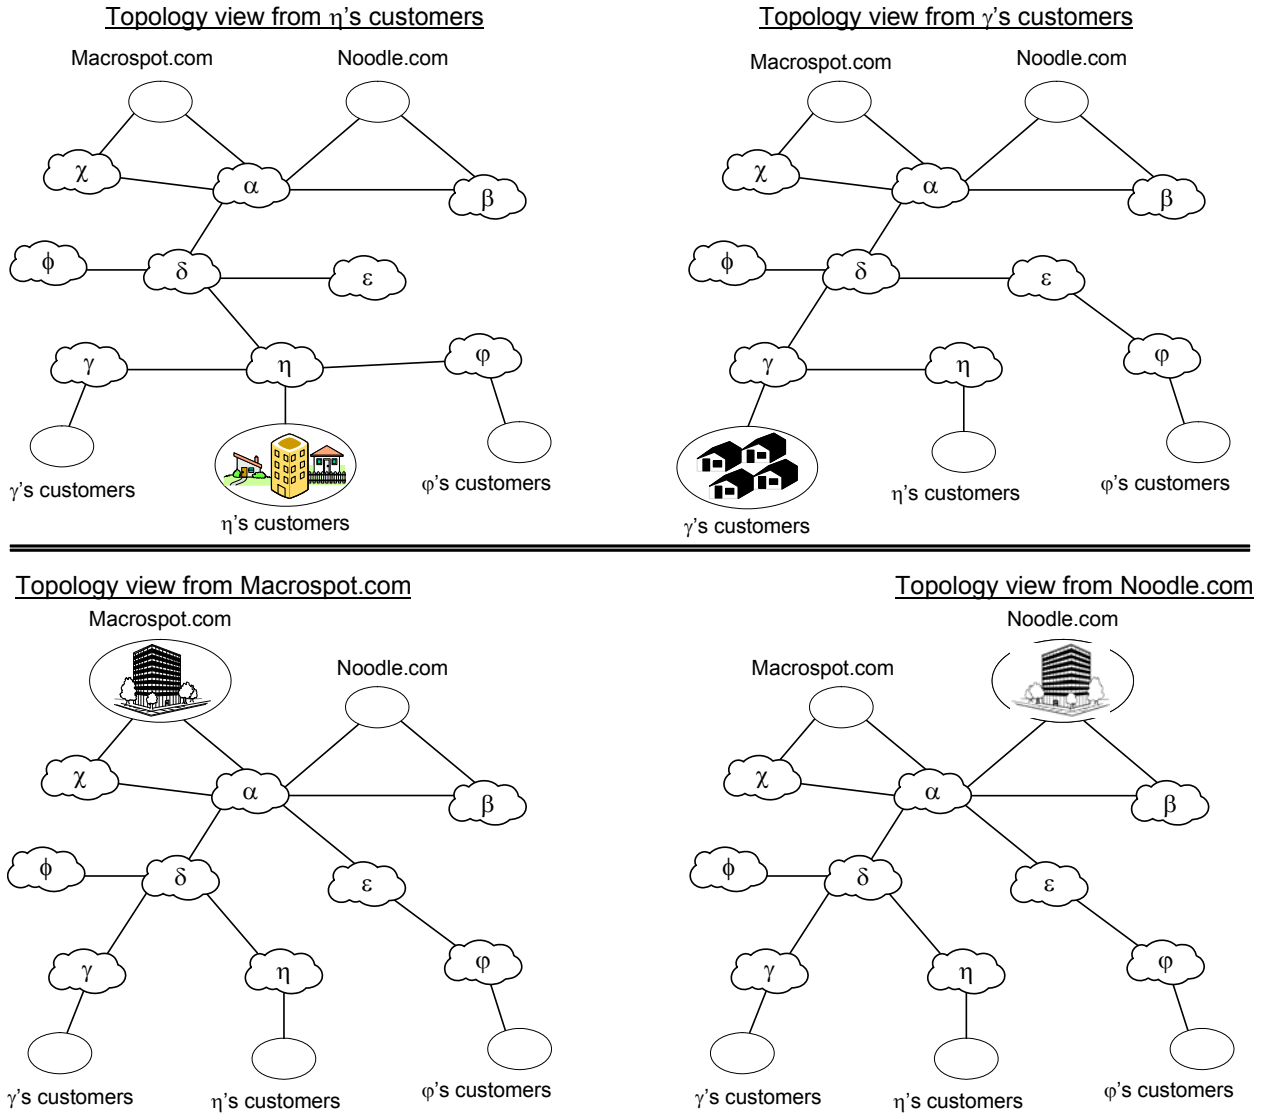 Topology view from η's customers
Topology view from γ's customers
Macrospot.com
Noodle.com
Macrospot.com
Noodle.com
χ
α
β
χ
α
β
ϕ
δ
ε
ϕ
δ
ε
γ
η
φ
γ
η
φ
γ's customers
η's customers
φ's customers
γ's customers
η's customers
φ's customers
Topology view from Macrospot.com
Topology view from Noodle.com
Macrospot.com
Noodle.com
Macrospot.com
Noodle.com
χ
α
β
χ
α
β
ϕ
δ
ε
ϕ
δ
ε
γ
η
φ
γ
η
φ
γ's customers
η's customers
φ's customers
γ's customers
η's customers
φ's customers